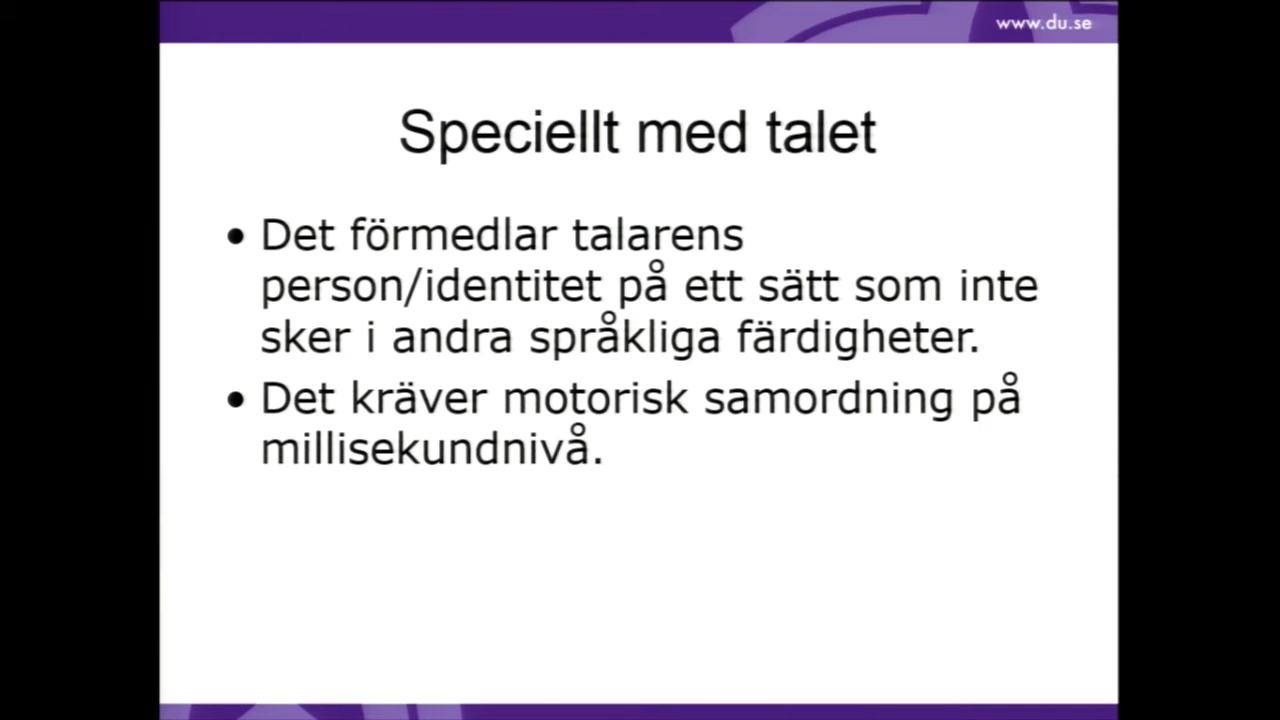 www.du.se
Speciellt med talet
• Det förmedlar talarens
person/identitet på ett sätt som inte
sker i andra språkliga färdigheter.
• Det kräver motorisk samordning på
millisekundnivå.